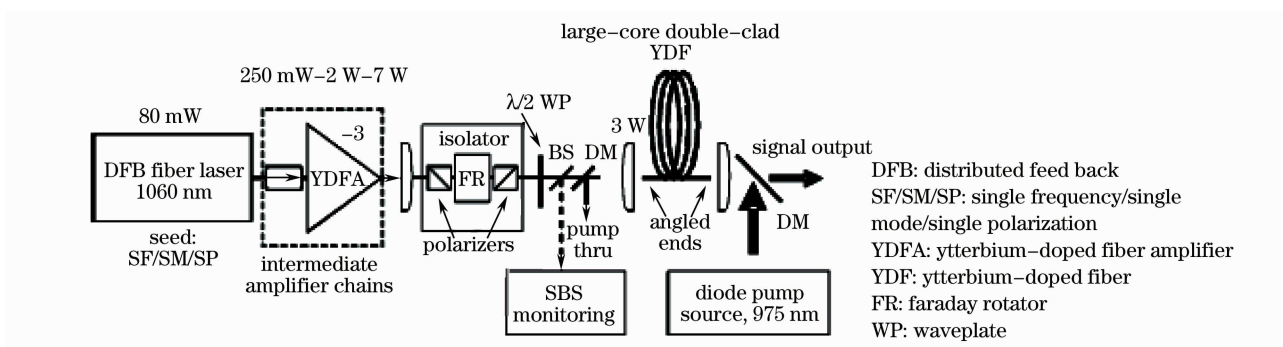 large-core double-clad
YDF
250 mW-2 W-7 W
80 mW
DFB fiber laser
1060 nm
seed:
SF/SM/SP
-3
YDFA
intermediate
amplifier chains
isolator
FR
polarizers
λ/2 WP
BS
DM
pump
thru
SBS
monitoring
3 W
angled
ends
signal output
DM
diode pump
source, 975 nm
DFB: distributed feed back
SF/SM/SP: single frequency/single
mode/single polarization
YDFA: ytterbium-doped fiber amplifier
YDF: ytterbium-doped fiber
FR: faraday rotator
WP: waveplate